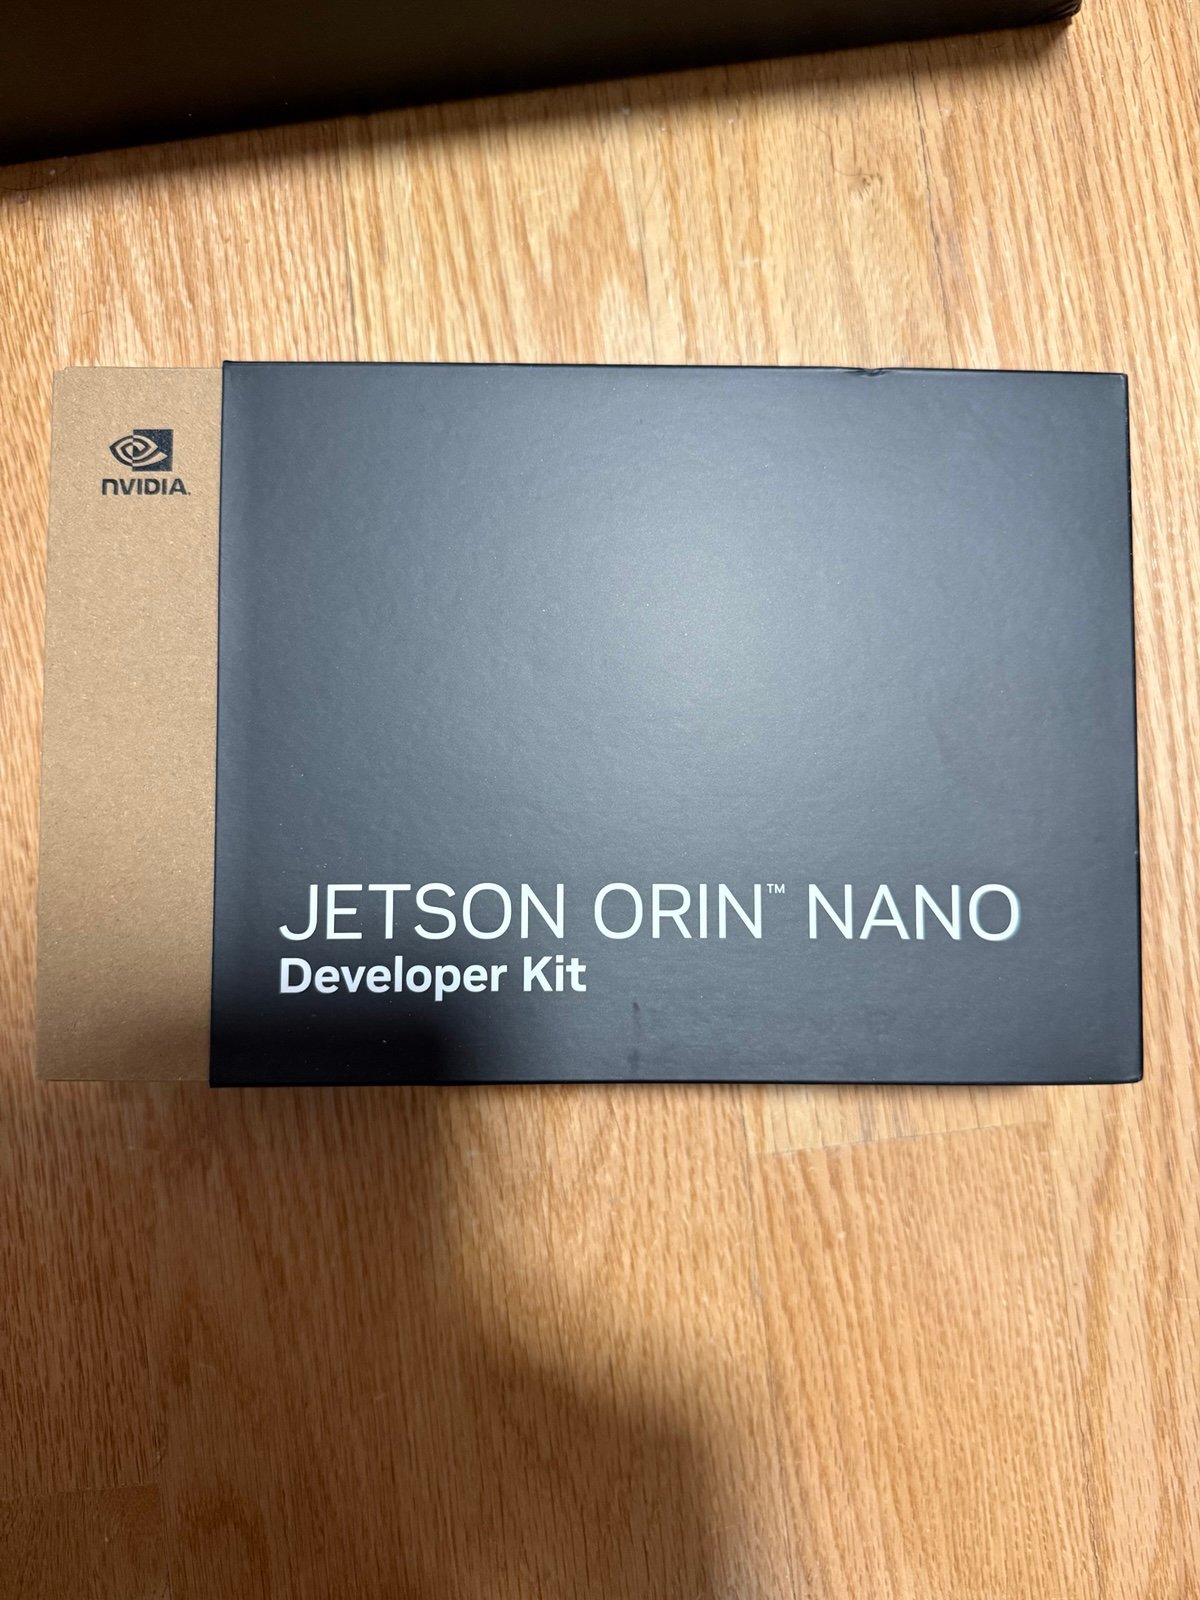 NVIDIA.
JETSON ORIN™ NANO
Developer Kit